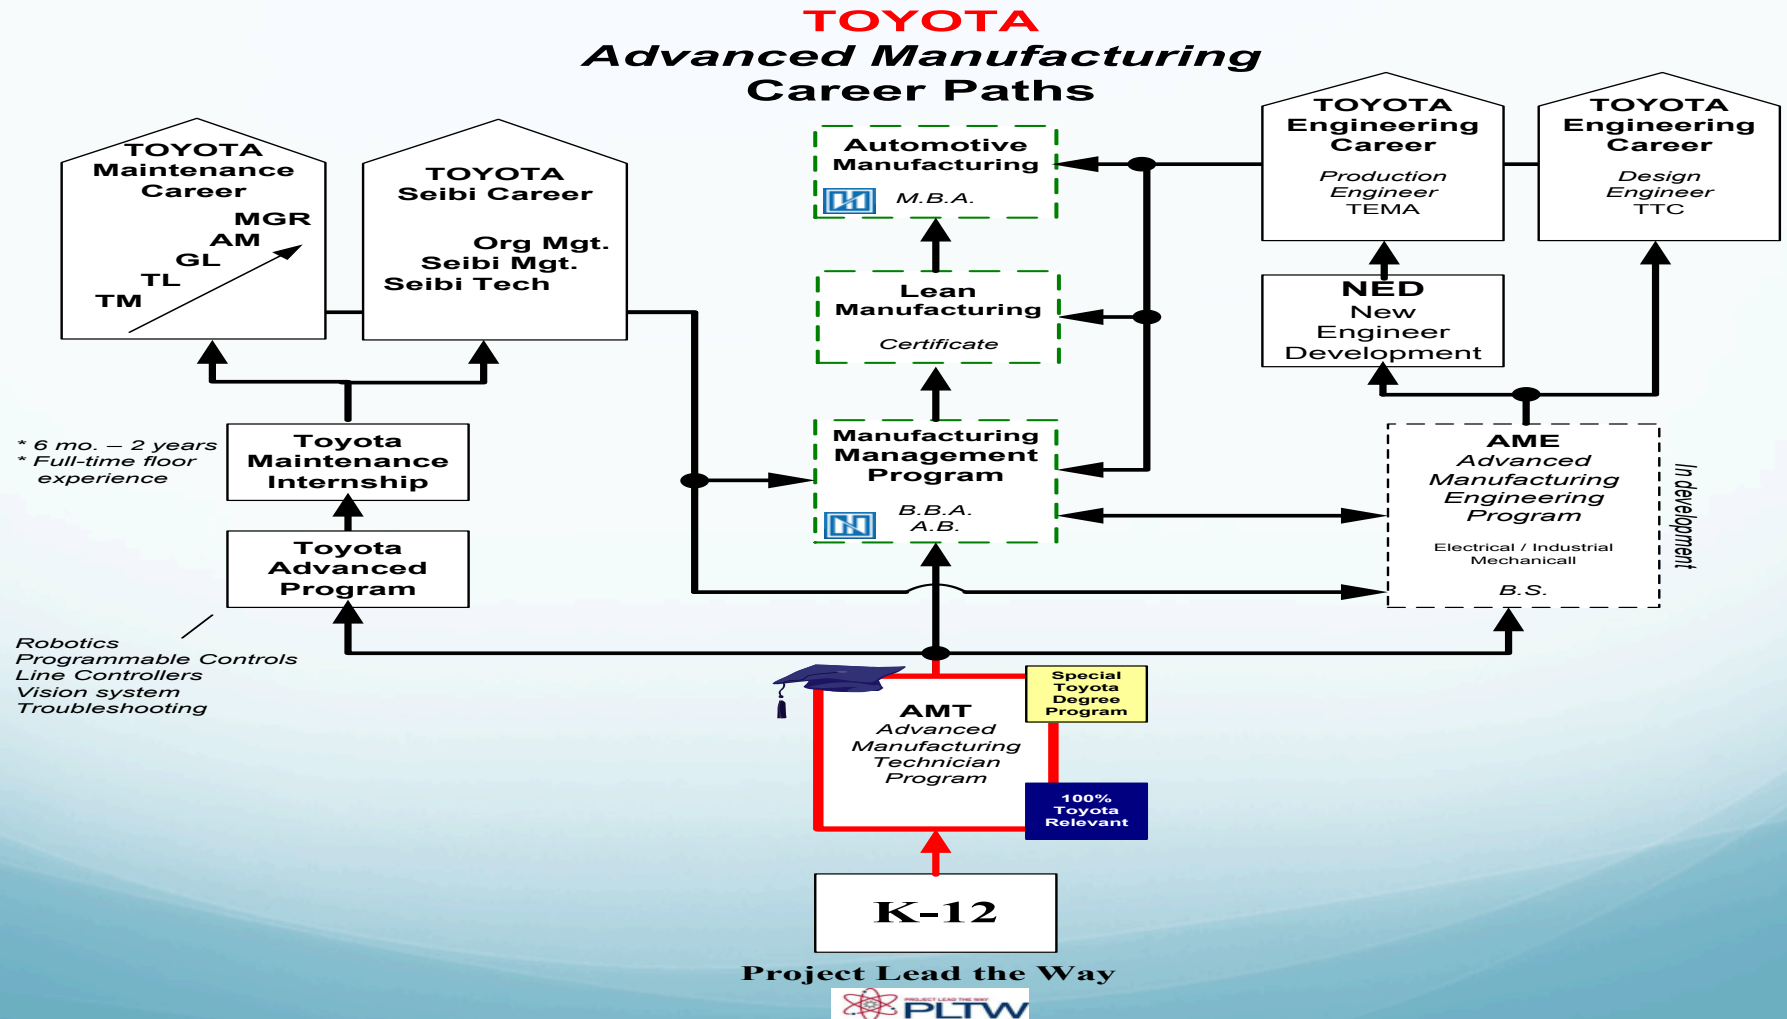 TOYOTA
Advanced Manufacturing
Career Paths
TOYOTA
Maintenance
Career
MGR
AM
GL
TL
TM
TOYOTA
Seibi Career
Org Mgt.
Seibi Mgt.
Seibi Tech
Automotive
Manufacturing
M.B.A.
TOYOTA
Engineering
Career
Production
Engineer
TEMA
TOYOTA
Engineering
Career
Design
Engineer
TTC
Lean
Manufacturing
Certificate
NED
New
Engineer
Development
* 6 mo. – 2 years
* Full-time floor
experience
Toyota
Maintenance
Internship
Manufacturing
Management
Program
B.B.A.
A.B.
AME
Advanced
Manufacturing
Engineering
Program
Electrical / Industrial
Mechanicall
B.S.
In development
Toyota
Advanced
Program
Robotics
Programmable Controls
Line Controllers
Vision system
Troubleshooting
AMT
Advanced
Manufacturing
Technician
Program
Special
Toyota
Degree
Program
100%
Toyota
Relevant
K-12
Project Lead the Way
PROJECT LEAD THE WAY
PLTW